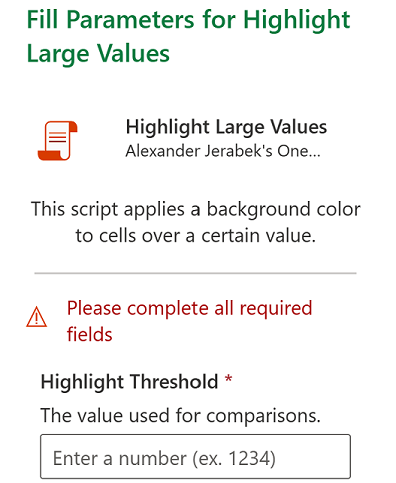 Fill Parameters for Highlight
Large Values
Highlight Large Values
Alexander Jerabek's One...
This script applies a background color
to cells over a certain value.
Please complete all required
fields
Highlight Threshold *
The value used for comparisons.
Enter a number (ex. 1234)